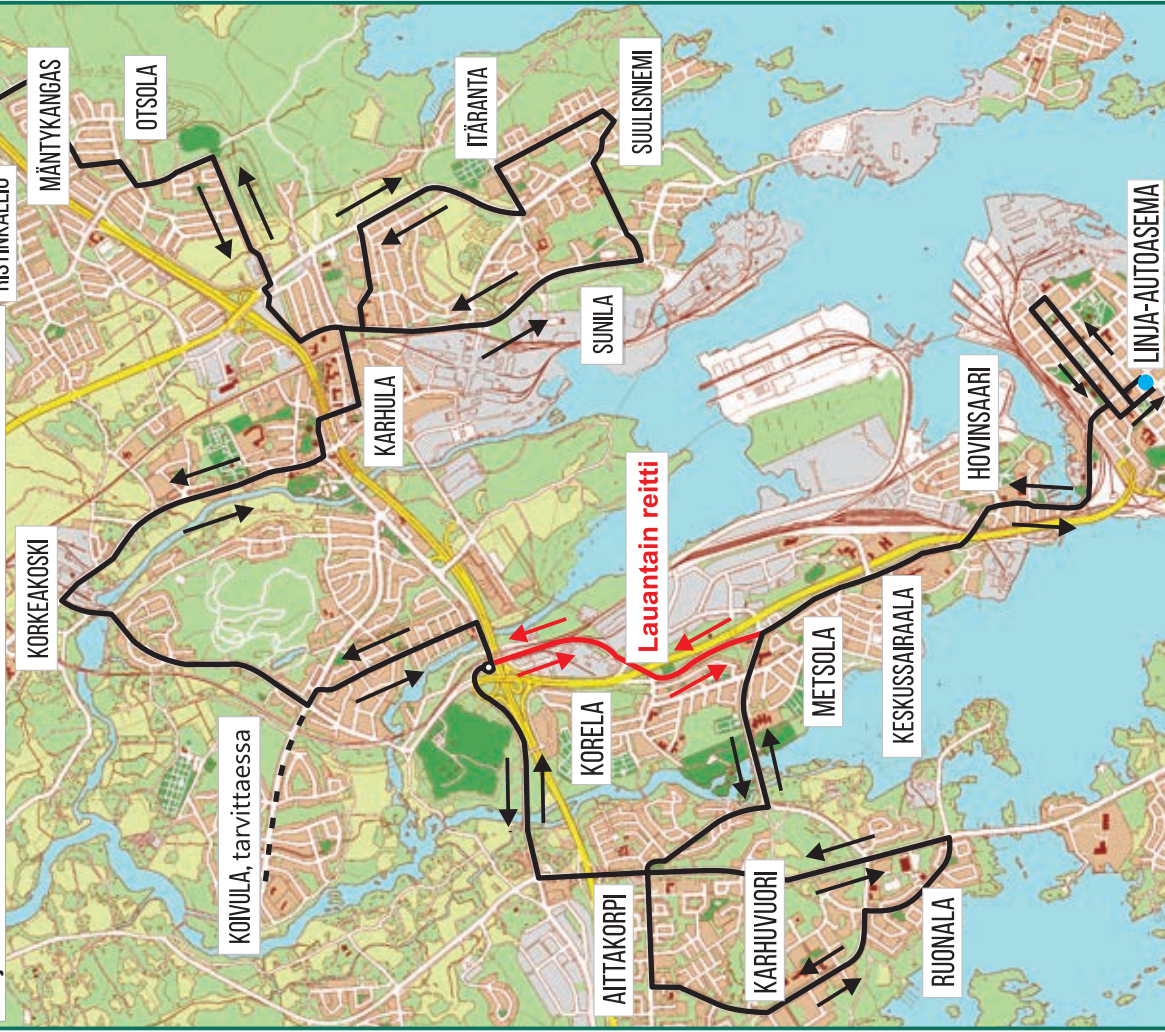 RISTINKALLIO
KORKEAKOSKI
MÄNTYKANGAS
OTSOLA
KOIVULA, tarvittaessa
KARHULA
ITÄRANTA
KORELA
SUNILA
AITTAKORPI
SUULISNIEMI
Lauantain reitti
KARHUVUORI
METSOLA
KESKUSSAIRAALA
RUONALA
HOVINSAARI
LINJA-AUTOASEMA